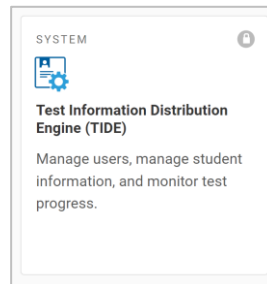 SYSTEM
Test Information Distribution
Engine (TIDE)
Manage users, manage student
information, and monitor test
progress.